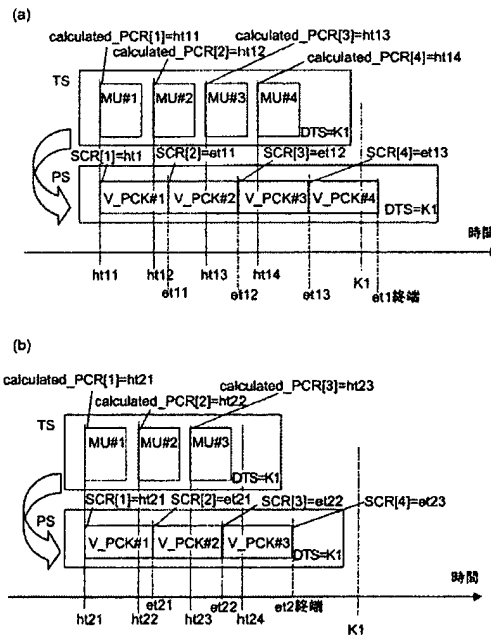 (a)
calculated_PCR[1]=ht11
calculated_PCR[2]=ht12
calculated_PCR[3]=ht13
calculated_PCR[4]=ht14
TS
MU#1 MU#2 MU#3 MU#4
DTS=K1
PS
SCR[1]=ht1 SCR[2]=et11 SCR[3]=et12 SCR[4]=et13
V_PCK#1 V_PCK#2 V_PCK#3 V_PCK#4
DTS=K1
時間
ht11 ht12 ht13 ht14 K1
et11 et12 et13 et1終端
(b)
calculated_PCR[1]=ht21
calculated_PCR[2]=ht22
calculated_PCR[3]=ht23
TS
MU#1 MU#2 MU#3
DTS=K1
PS
SCR[1]=ht21 SCR[2]=et21 SCR[3]=et22 SCR[4]=et23
V_PCK#1 V_PCK#2 V_PCK#3
DTS=K1
時間
ht21 ht22 ht23 ht24 K1
et21 et22 et2終端